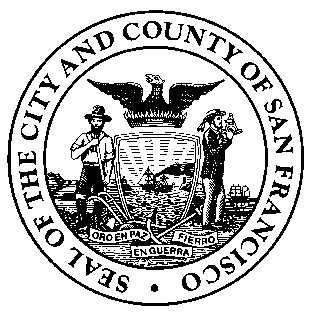 SEAL OF THE CITY AND COUNTY OF SAN FRANCISCO
ORO EN PAZ
FIERRO
EN GUERRA